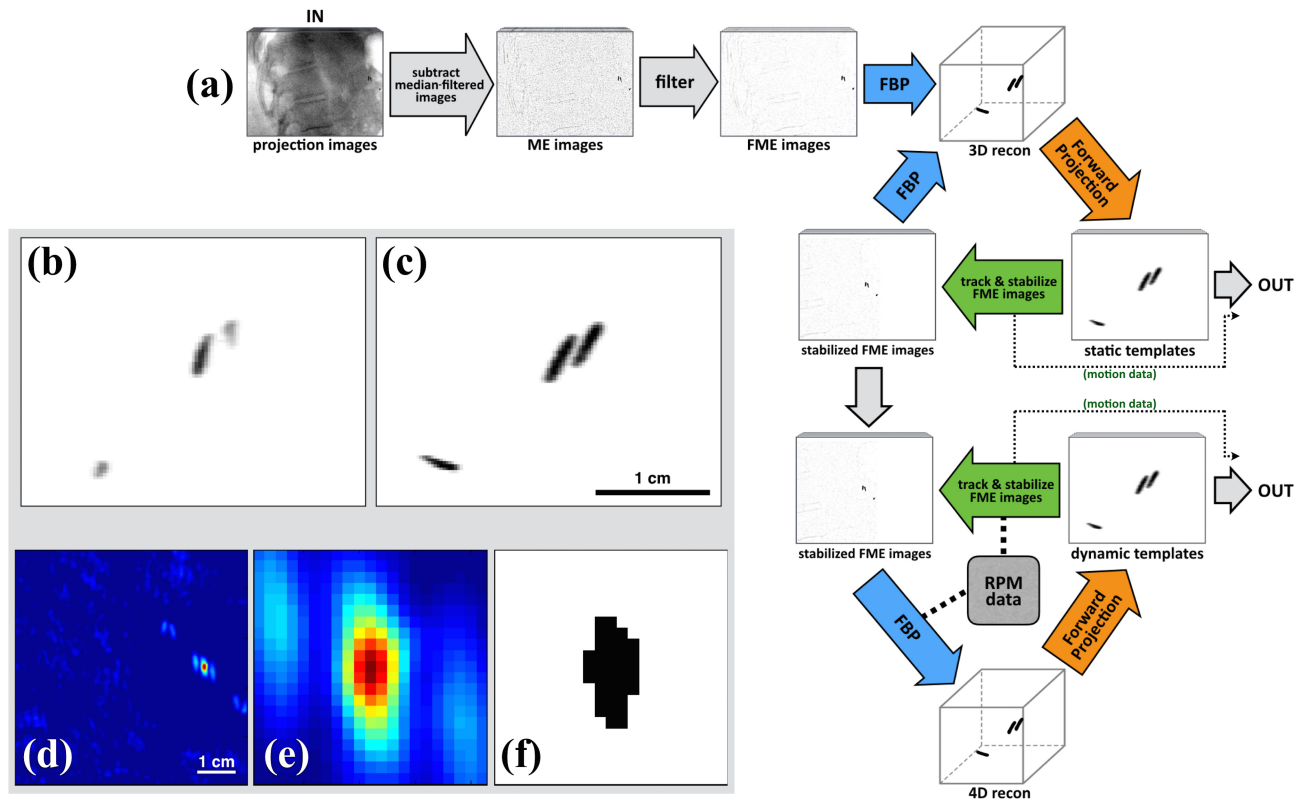 IN
(a)
subtract
median-filtered
images
filter
FBP
projection images
ME images
FME images
3D recon
FBP
Forward
Projection
track & stabilize
FME images
OUT
stabilized FME images
static templates
(motion data)
(motion data)
track & stabilize
FME images
OUT
stabilized FME images
dynamic templates
RPM
data
FBP
Forward
Projection
4D recon
(b)
(c)
1 cm
(d)
1 cm
(e)
(f)